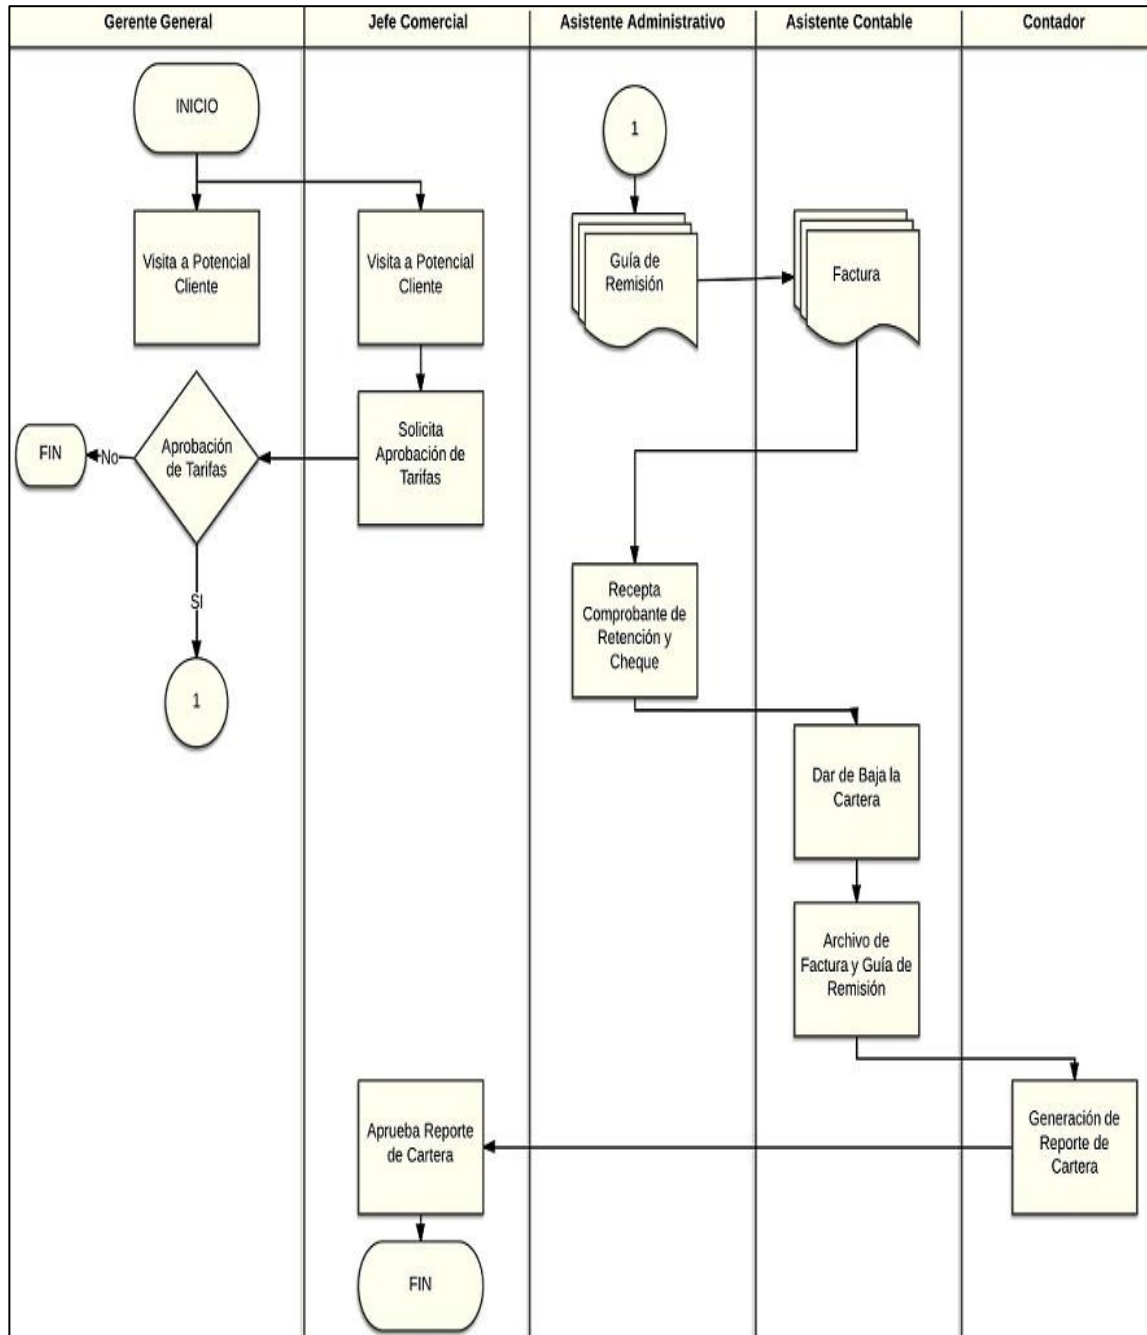 Gerente General
Jefe Comercial
Asistente Administrativo
Asistente Contable
Contador
INICIO
1
Visita a Potencial
Cliente
Visita a Potencial
Cliente
Guía de
Remisión
Factura
FIN
No
Aprobación
de Tarifas
Solicita
Aprobación de
Tarifas
SI
1
Recepta
Comprobante de
Retención y
Cheque
Dar de Baja la
Cartera
Archivo de
Factura y Guía de
Remisión
Aprueba Reporte
de Cartera
Generación de
Reporte de
Cartera
FIN